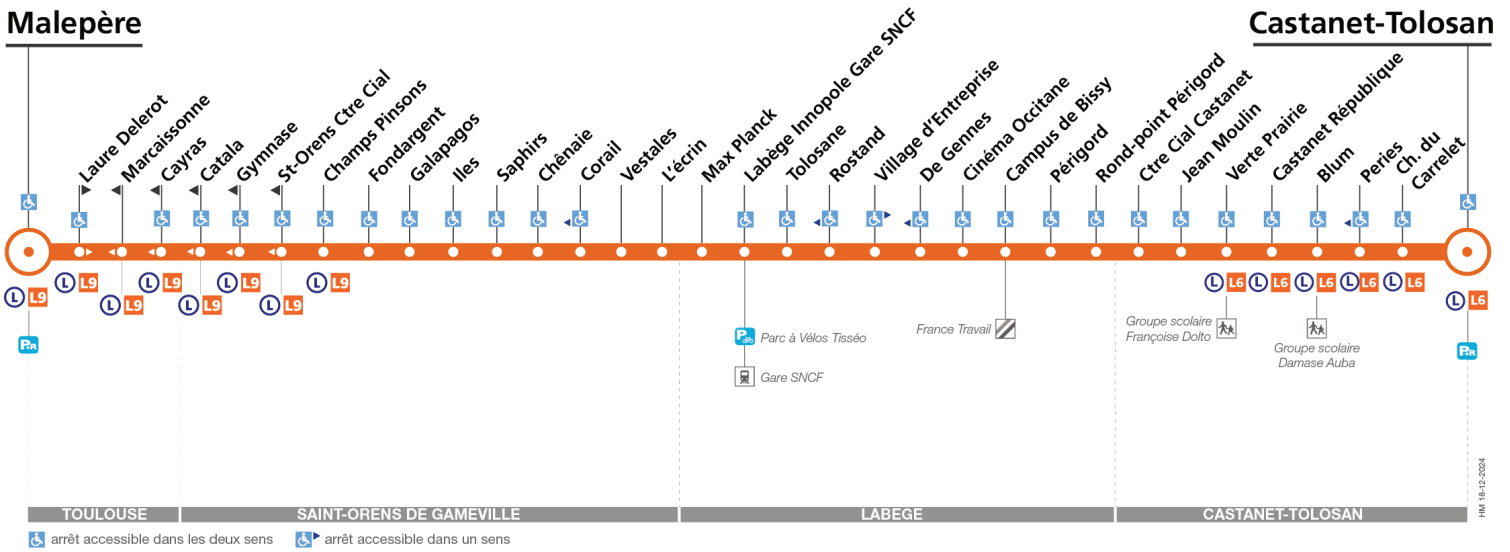 Malepère
Castanet-Tolosan
Laure Delerot
Marcaissonne
Cayras
Catala
Gymnase
St-Orens Ctre Cial
Champs Pinsons
Fondargent
Galapagos
Iles
Saphirs
Chênaie
Corail
Vestales
L'écrin
Max Planck
Labège Innopole Gare SNCF
Tolosane
Rostand
Village d'Entreprise
De Gennes
Cinéma Occitane
Campus de Bissy
Périgord
Rond-point Périgord
Ctre Cial Castanet
Jean Moulin
Verte Prairie
Castanet République
Blum
Peries
Ch. du
Carrelet
L L9
L L9
L L9
L L9
L L9
L L9
L L9
L L9
L L6
L L6
L L6
L L6
L L6
L L6
P+R
P
Parc à Vélos Tisséo
Gare SNCF
France Travail
Groupe scolaire
Françoise Dolto
Groupe scolaire
Damase Auba
P+R
HM 18-12-2024
TOULOUSE
SAINT-ORENS DE GAMEVILLE
LABEGE
CASTANET-TOLOSAN
arrêt accessible dans les deux sens
arrêt accessible dans un sens